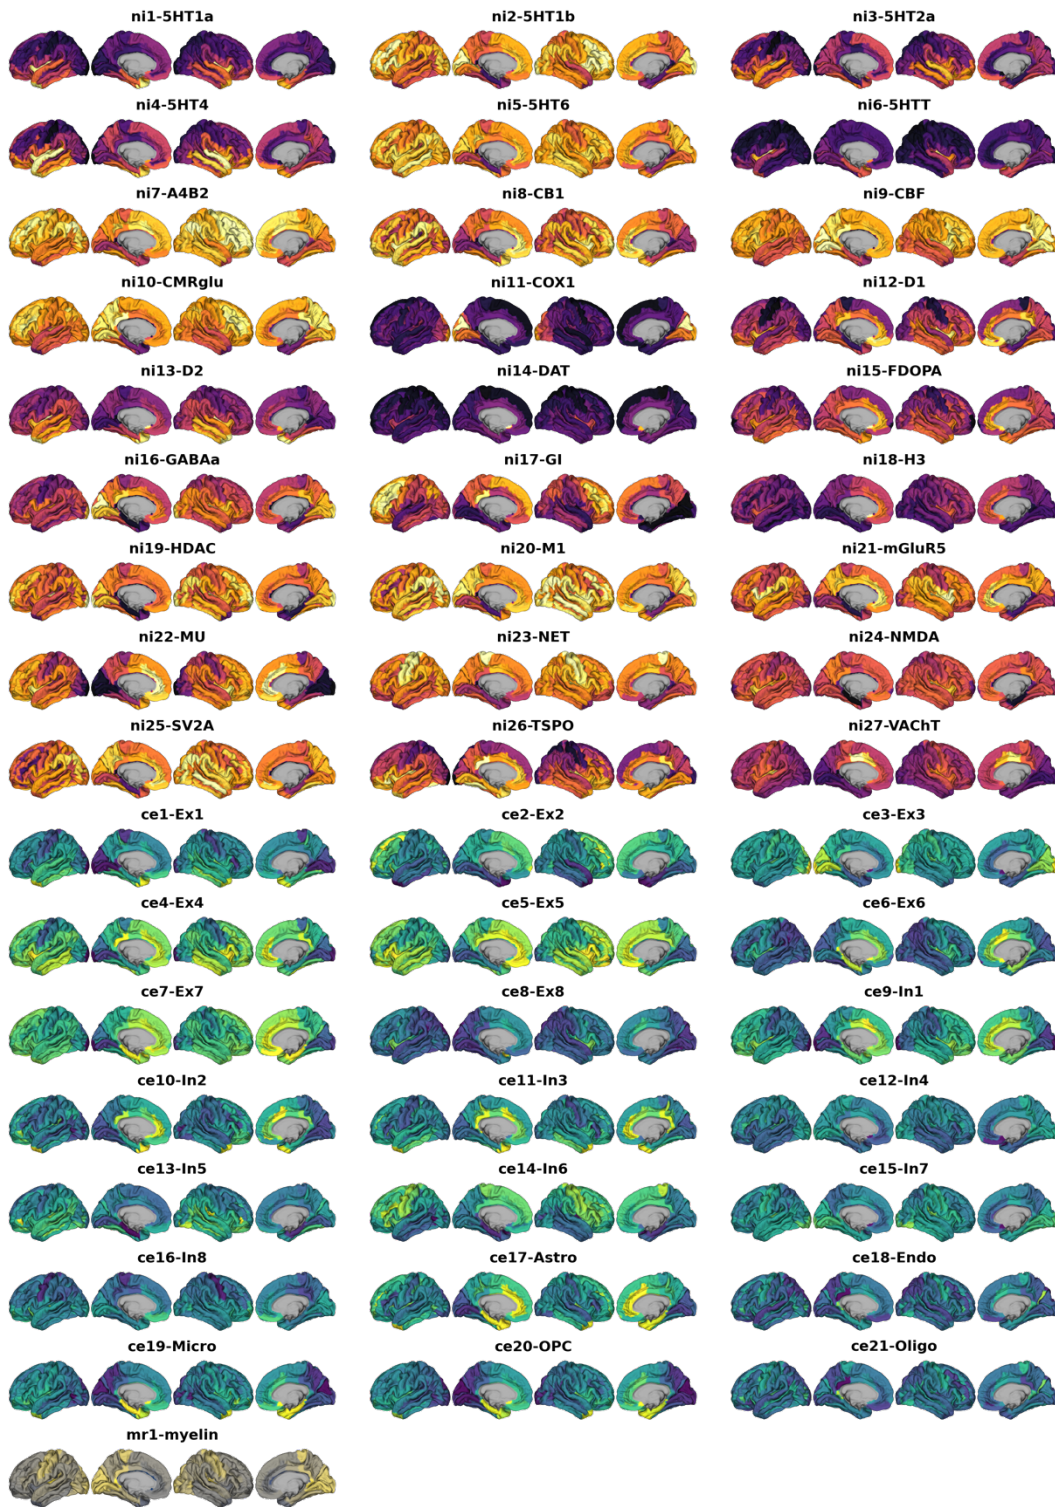 ni1-5HT1a
ni2-5HT1b
ni3-5HT2a
ni4-5HT4
ni5-5HT6
ni6-5HTT
ni7-A4B2
ni8-CB1
ni9-CBF
ni10-CMRglu
ni11-COX1
ni12-D1
ni13-D2
ni14-DAT
ni15-FDOPA
ni16-GABAa
ni17-GI
ni18-H3
ni19-HDAC
ni20-M1
ni21-mGluR5
ni22-MU
ni23-NET
ni24-NMDA
ni25-SV2A
ni26-TSPO
ni27-VAChT
ce1-Ex1
ce2-Ex2
ce3-Ex3
ce4-Ex4
ce5-Ex5
ce6-Ex6
ce7-Ex7
ce8-Ex8
ce9-In1
ce10-In2
ce11-In3
ce12-In4
ce13-In5
ce14-In6
ce15-In7
ce16-In8
ce17-Astro
ce18-Endo
ce19-Micro
ce20-OPC
ce21-Oligo
mr1-myelin